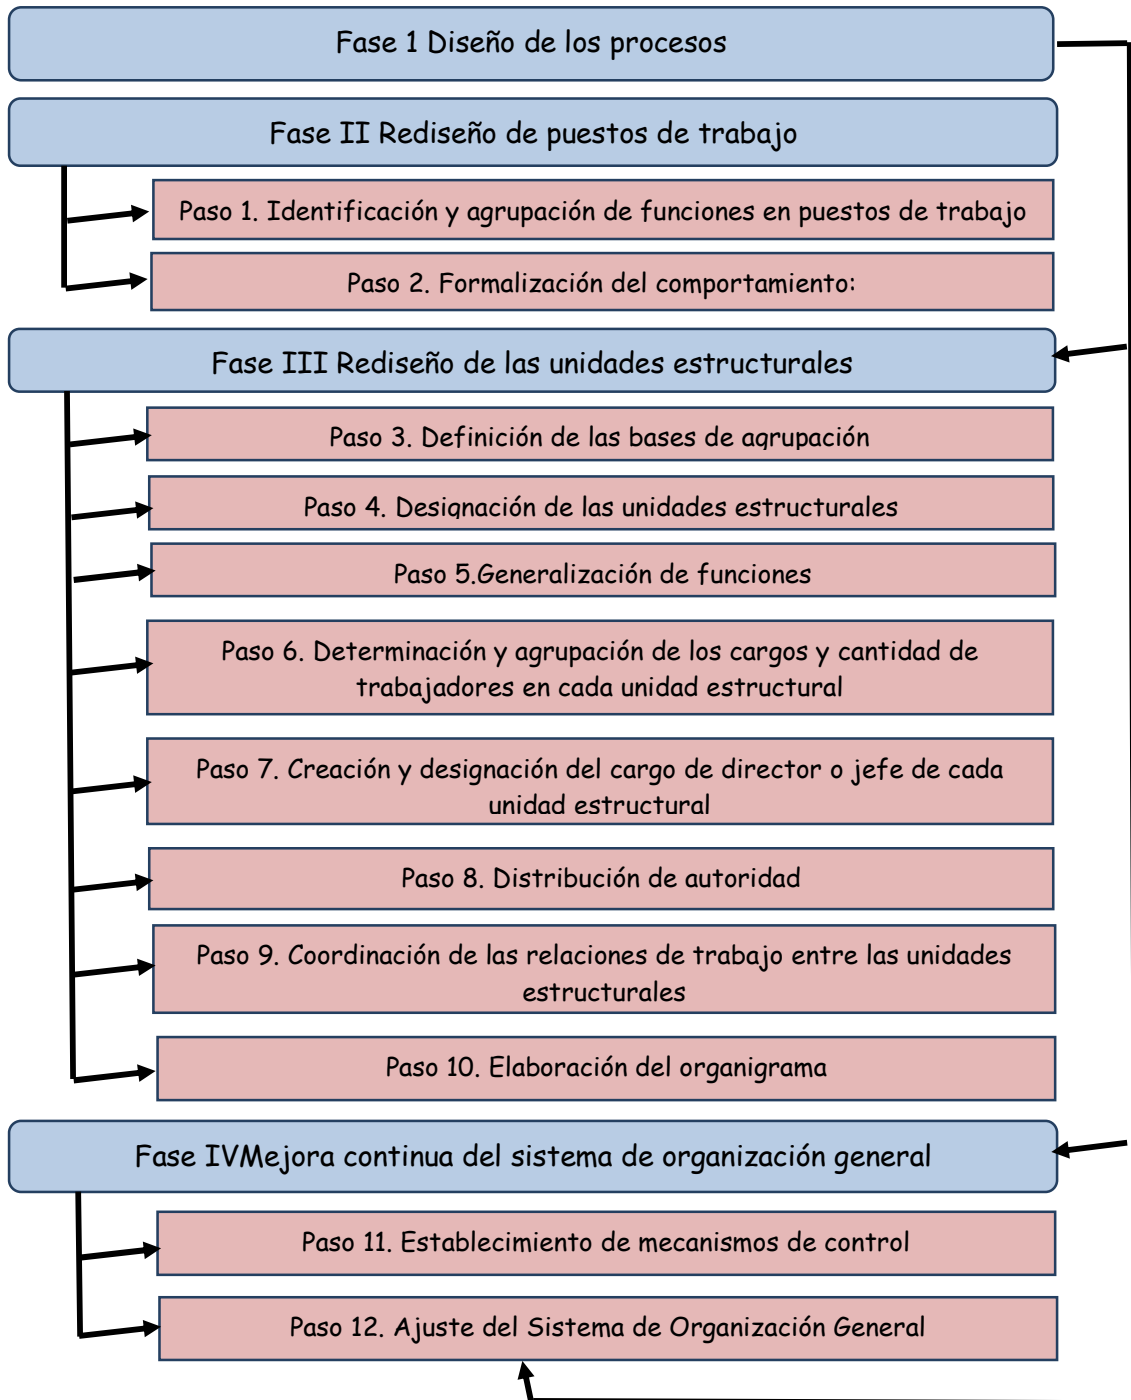 Fase 1 Diseño de los procesos
Fase II Rediseño de puestos de trabajo
Paso 1. Identificación y agrupación de funciones en puestos de trabajo
Paso 2. Formalización del comportamiento:
Fase III Rediseño de las unidades estructurales
Paso 3. Definición de las bases de agrupación
Paso 4. Designación de las unidades estructurales
Paso 5.Generalización de funciones
Paso 6. Determinación y agrupación de los cargos y cantidad de
trabajadores en cada unidad estructural
Paso 7. Creación y designación del cargo de director o jefe de cada
unidad estructural
Paso 8. Distribución de autoridad
Paso 9. Coordinación de las relaciones de trabajo entre las unidades
estructurales
Paso 10. Elaboración del organigrama
Fase IVMejora continua del sistema de organización general
Paso 11. Establecimiento de mecanismos de control
Paso 12. Ajuste del Sistema de Organización General